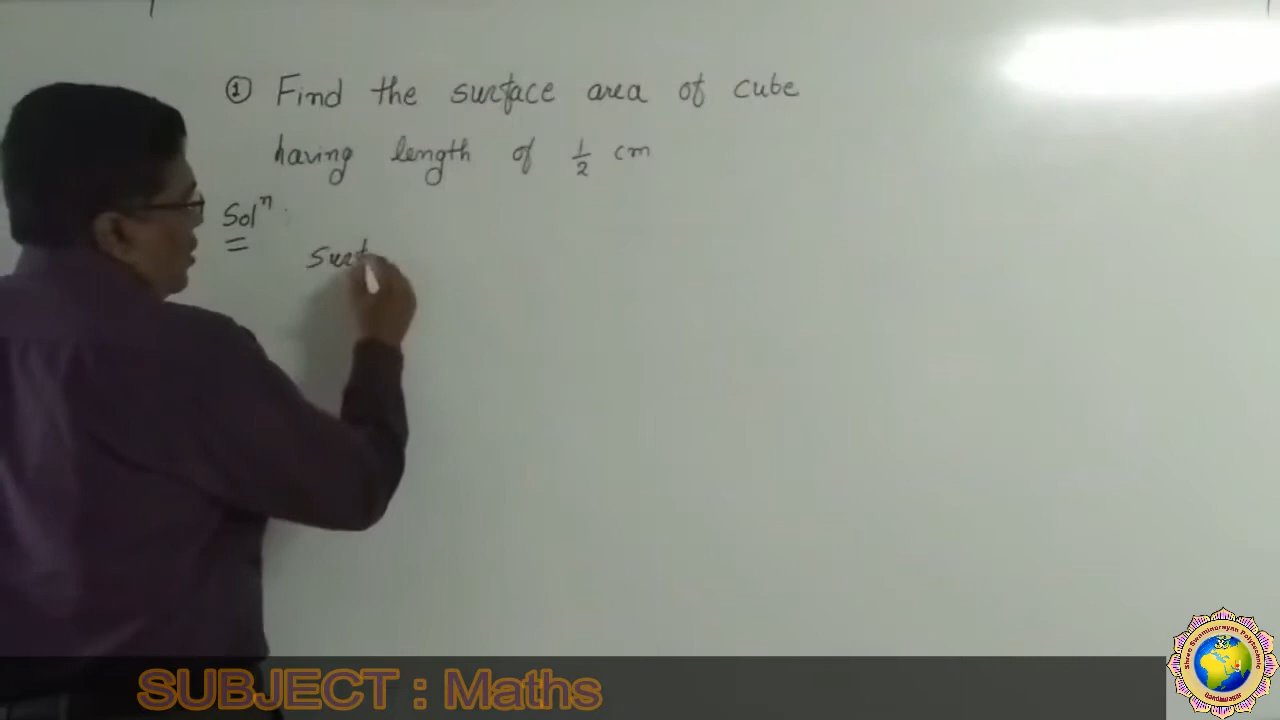 ① Find the surface area of cube
having length of 1/2 cm
Solⁿ :
Surf
SUBJECT : Maths